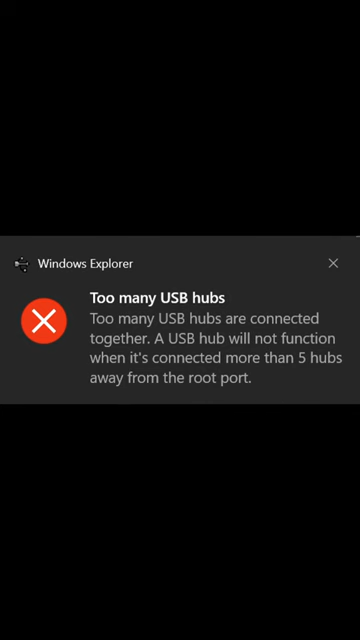 Windows Explorer
Too many USB hubs
Too many USB hubs are connected
together. A USB hub will not function
when it's connected more than 5 hubs
away from the root port.